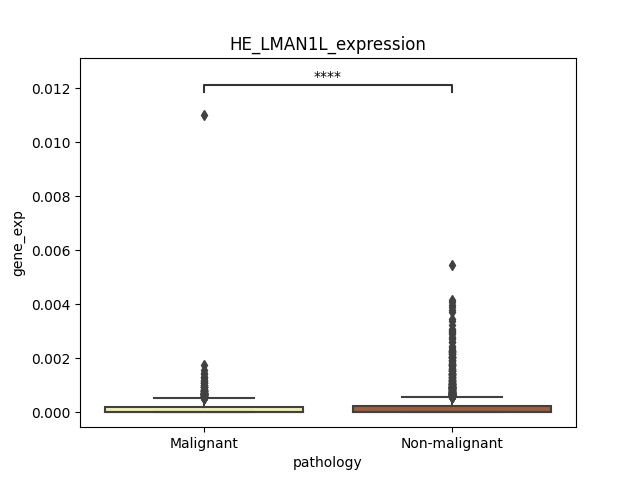 HE_LMAN1L_expression
****
0.012
0.010
0.008
0.006
0.004
0.002
0.000
gene_exp
Malignant Non-malignant
pathology